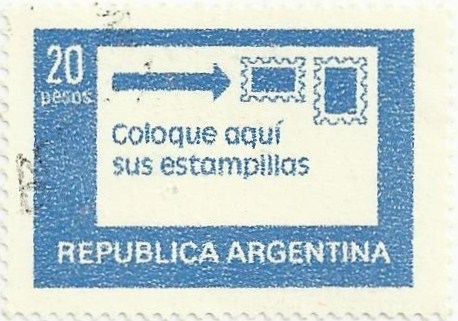 20
pesos
Coloque aquí
sus estampillas
REPUBLICA ARGENTINA